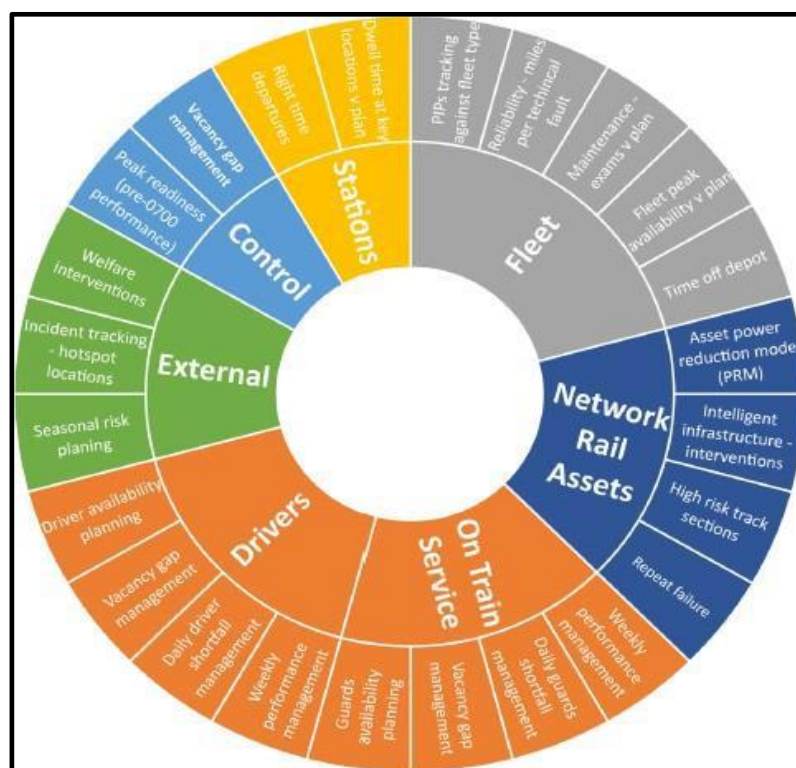 Fleet
PIPs tracking
against fleet type
Reliability - miles
per techincal
fault
Maintenance -
exams v plan
Fleet peak
availability v plan
Time off depot
Network
Rail
Assets
Asset power
reduction mode
(PRM)
Intelligent
infrastructure -
interventions
High risk track
sections
Repeat failure
On Train
Service
Weekly
performance
management
Daily guards
shortfall
management
Vacancy gap
management
Guards
availability
planning
Drivers
Weekly
performance
management
Daily driver
shortfall
management
Vacancy gap
management
Driver availability
planning
External
Seasonal risk
planing
Incident tracking
- hotspot
locations
Welfare
interventions
Control
Peak readiness
(pre-0700
performance)
Vacancy gap
management
Stations
Right time
departures
Dwell time at key
locations v plan